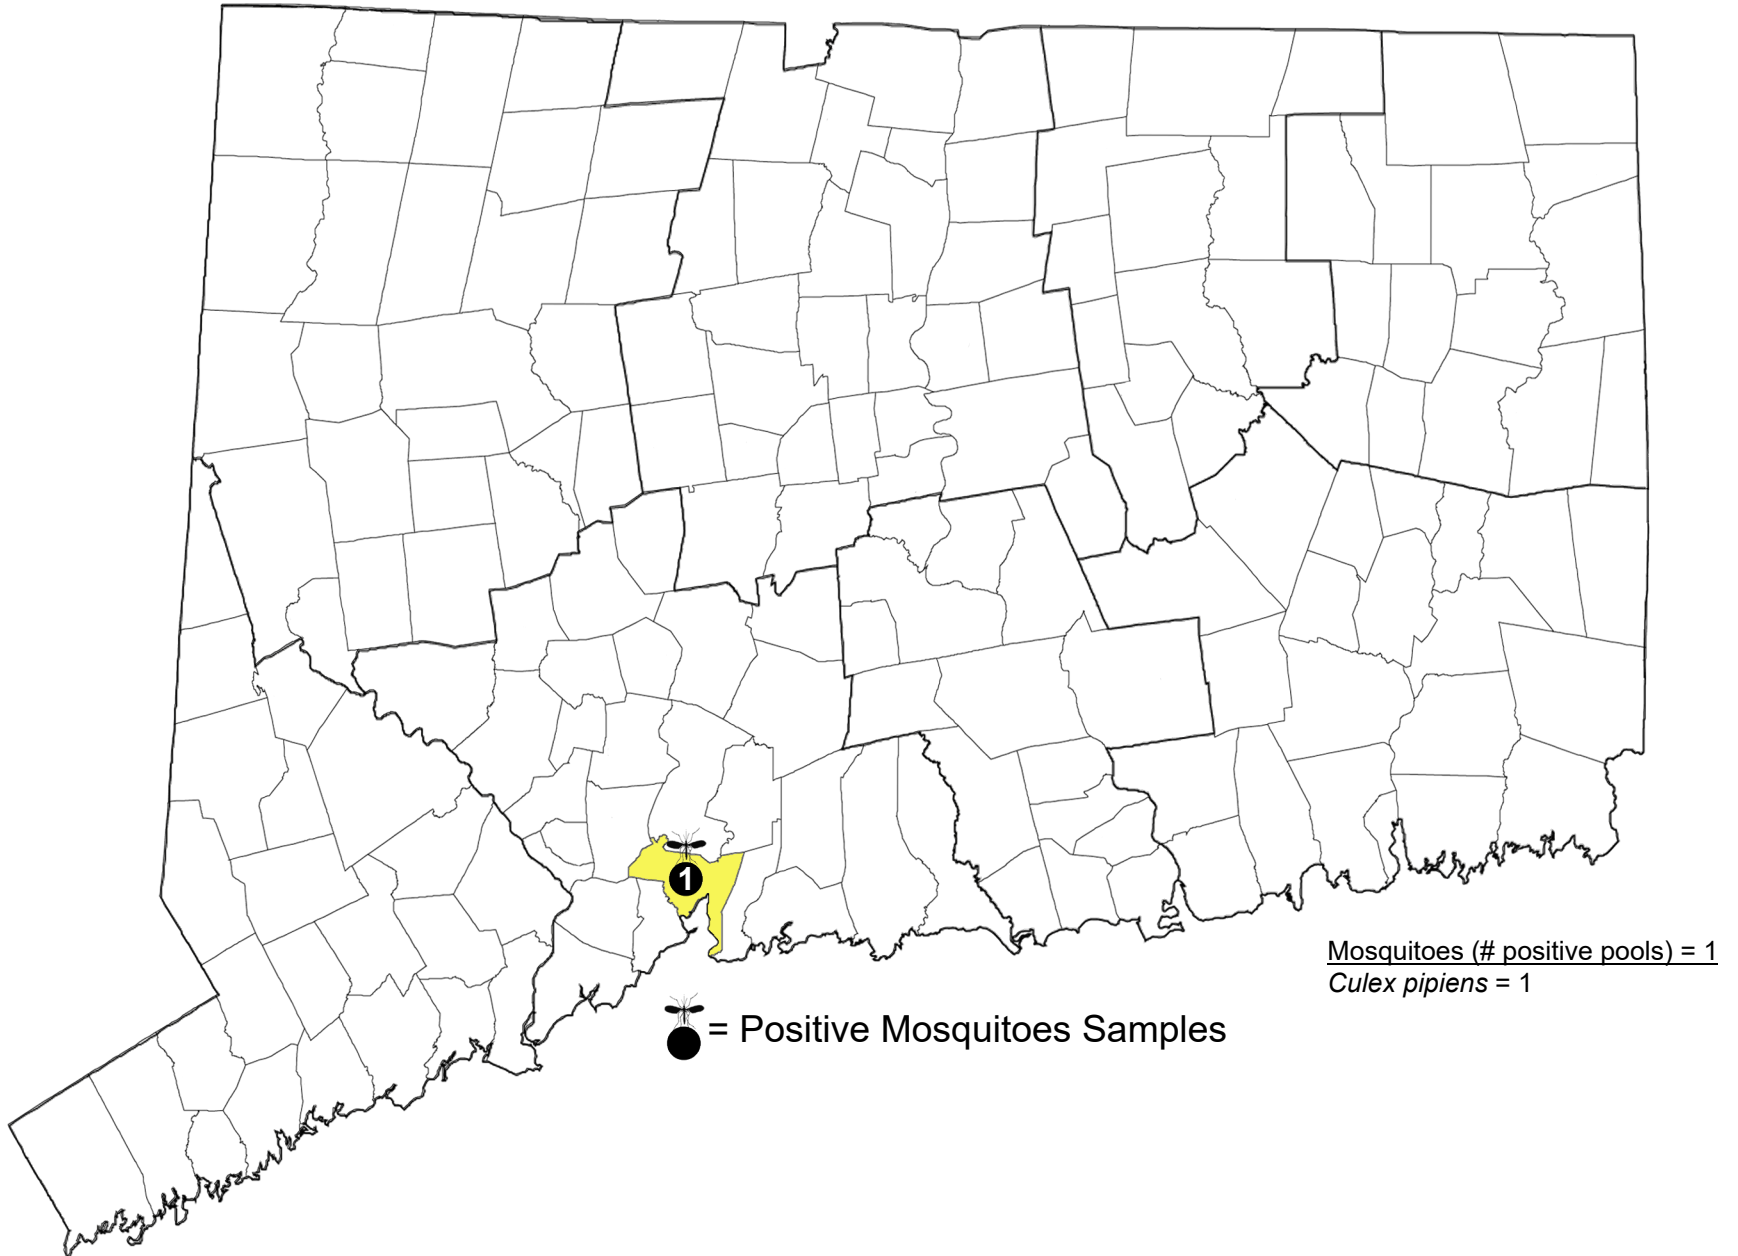 1
Mosquitoes (# positive pools) = 1
Culex pipiens = 1
= Positive Mosquitoes Samples